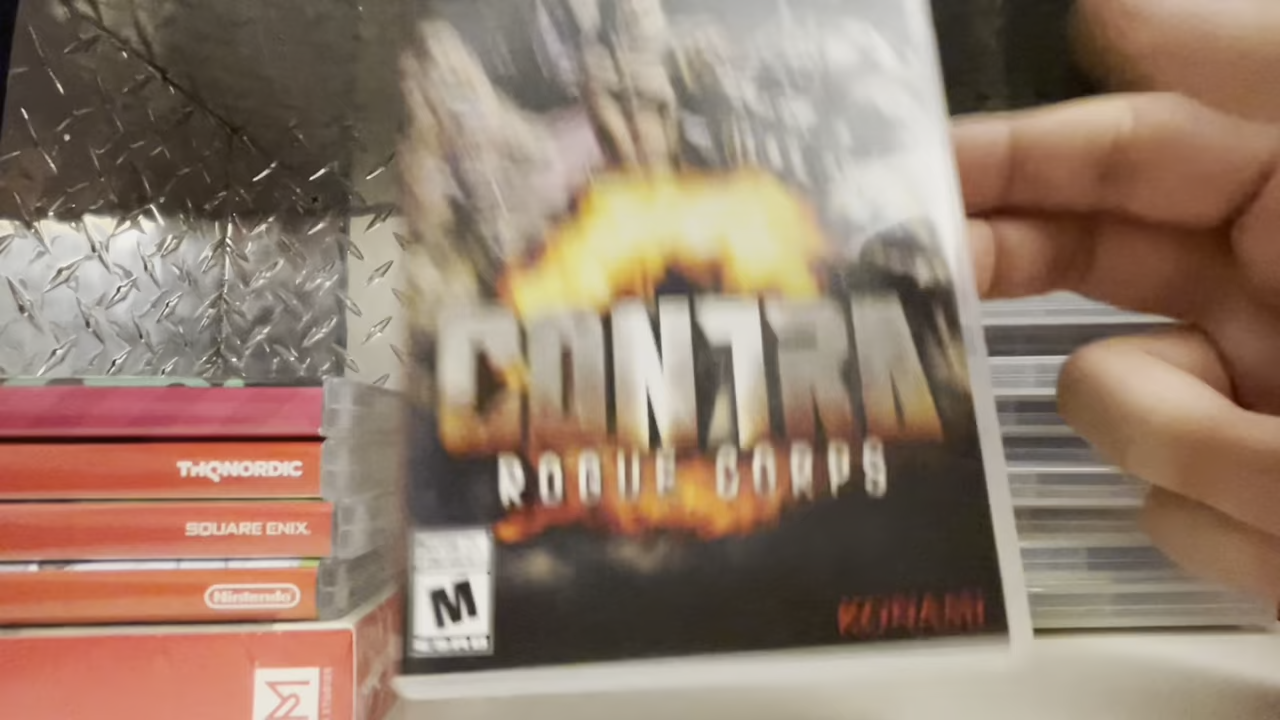 CONTRA
ROGUE CORPS
M
KONAMI
THQNORDIC
SQUARE ENIX.
Nintendo